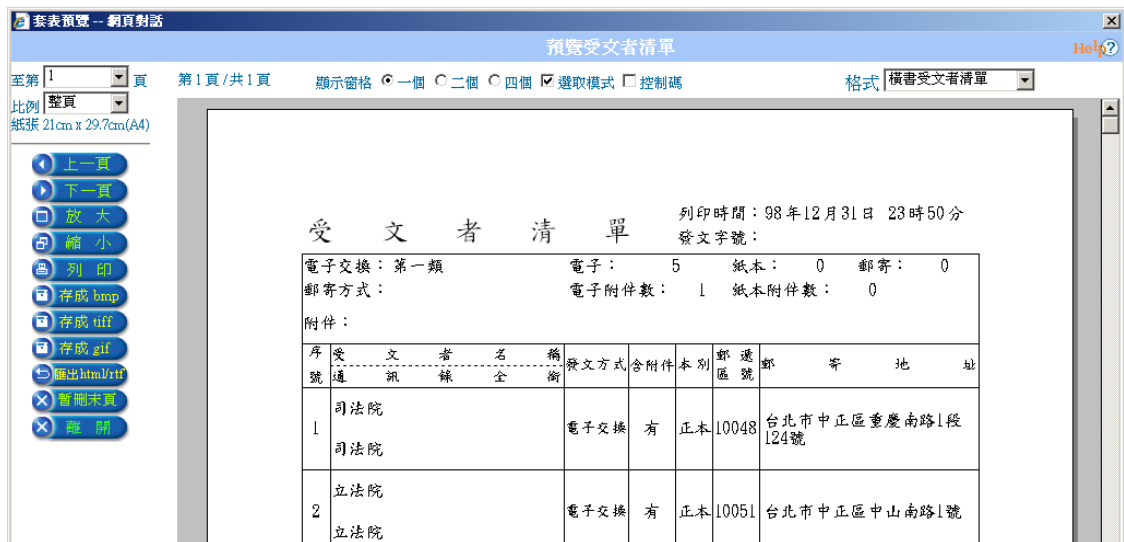 套表預覽 -- 網頁對話
預覽受文者清單
Help
至第 1 頁 第1頁/共1頁 顯示窗格 一個 二個 四個 選取模式 控制碼 格式 橫書受文者清單
比例 整頁
紙張 21cm x 29.7cm(A4)
上一頁
下一頁
放 大
縮 小
列 印
存成 bmp
存成 tiff
存成 gif
匯出html/rtf
暫刪末頁
離 開
列印時間:98年12月31日 23時50分
受 文 者 清 單
發文字號:
電子交換:第一類 電子: 5 紙本: 0 郵寄: 0
郵寄方式: 電子附件數: 1 紙本附件數: 0
附件:
序號 受文者名稱 通訊錄全銜 發文方式 含附件 本別 郵遞區號 郵寄地址
司法院
1 電子交換 有 正本 10048 台北市中正區重慶南路1段124號
司法院
立法院
2 電子交換 有 正本 10051 台北市中正區中山南路1號
立法院